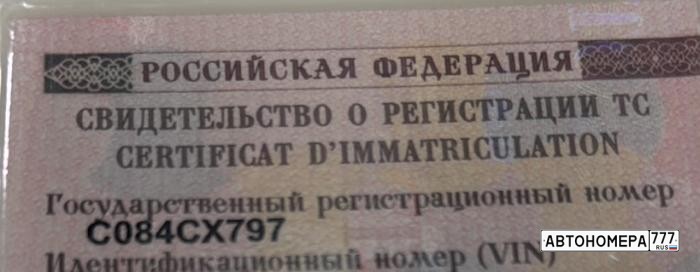 РОССИЙСКАЯ ФЕДЕРАЦИЯ
СВИДЕТЕЛЬСТВО О РЕГИСТРАЦИИ ТС
CERTIFICAT D'IMMATRICULATION
Государственный регистрационный номер
С084СХ797
Идентификационный номер (VIN)
АВТОНОМЕРА777
RUS